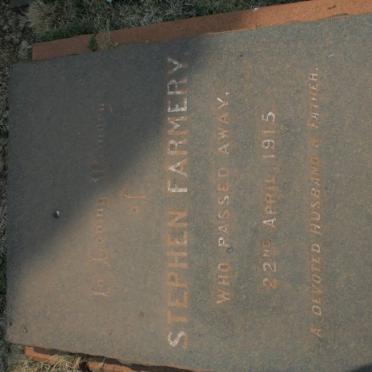 In Loving Memory
of
STEPHEN FARMERY
WHO PASSED AWAY,
22ND APRIL 1915.
A DEVOTED HUSBAND & FATHER.